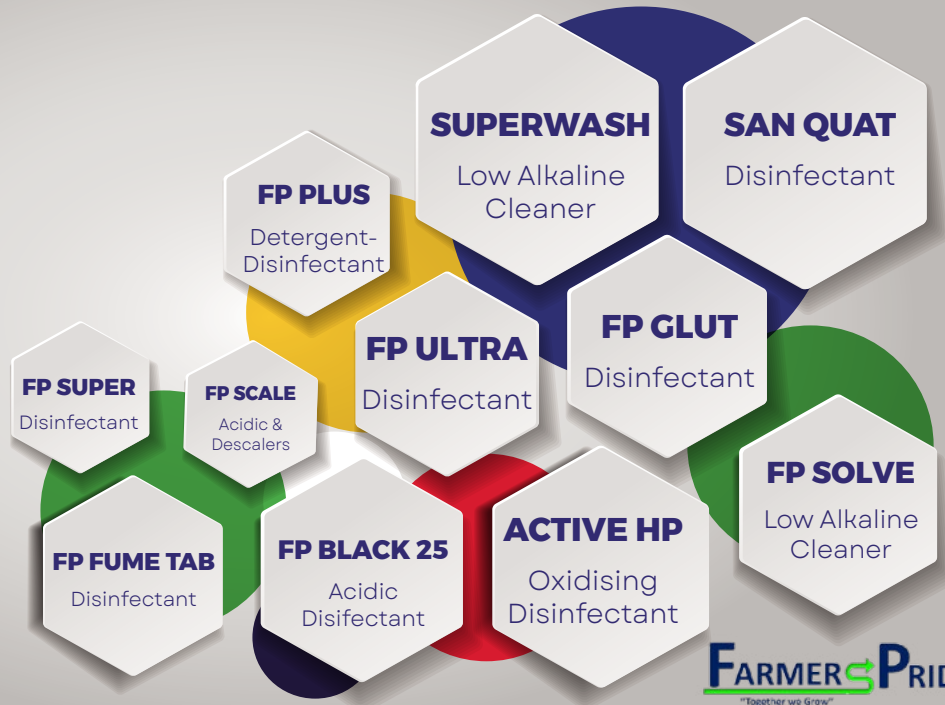 SUPERWASH
Low Alkaline
Cleaner
SAN QUAT
Disinfectant
FP PLUS
Detergent-
Disinfectant
FP ULTRA
Disinfectant
FP GLUT
Disinfectant
FP SUPER
Disinfectant
FP SCALE
Acidic &
Descalers
FP SOLVE
Low Alkaline
Cleaner
FP FUME TAB
Disinfectant
FP BLACK 25
Acidic
Disifectant
ACTIVE HP
Oxidising
Disinfectant
FARMERS PRID
"Together we Grow"